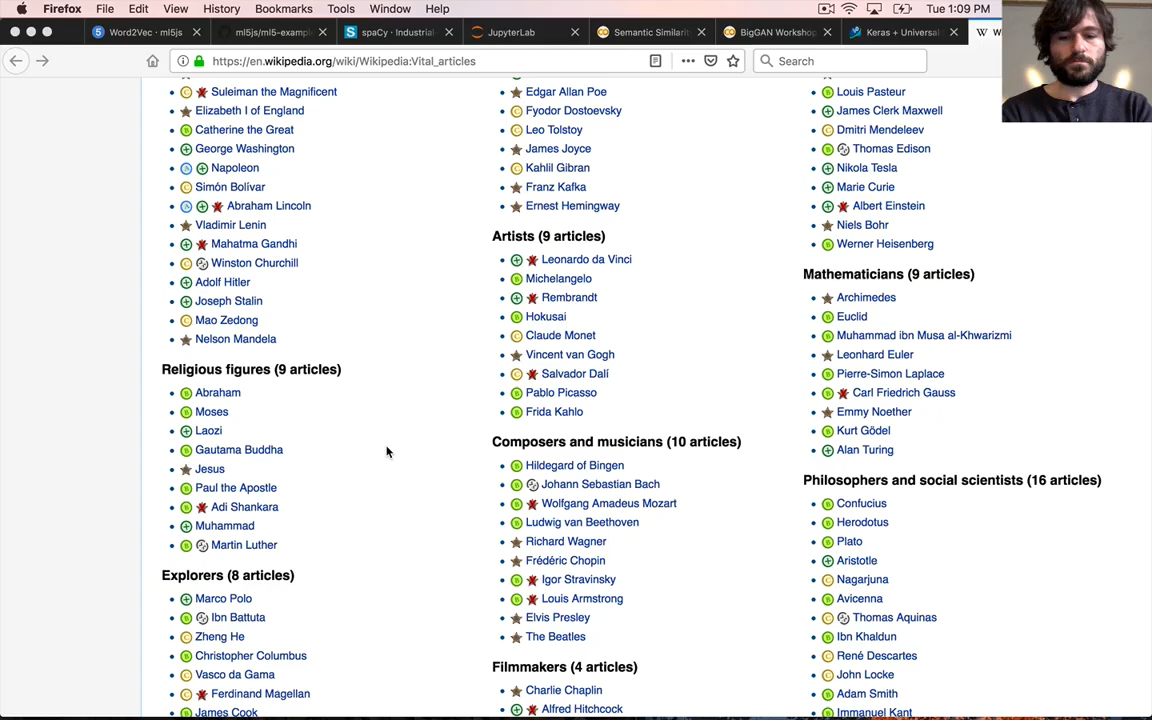 Firefox File Edit View History Bookmarks Tools Window Help Tue 1:09 PM
Word2Vec - ml5js
ml5js/ml5-exampl
spaCy · Industrial
JupyterLab
Semantic Similarit
BigGAN Workshop
Keras + Universal
W
https://en.wikipedia.org/wiki/Wikipedia:Vital_articles
Search
Suleiman the Magnificent
Elizabeth I of England
Catherine the Great
George Washington
Napoleon
Simón Bolívar
Abraham Lincoln
Vladimir Lenin
Mahatma Gandhi
Winston Churchill
Adolf Hitler
Joseph Stalin
Mao Zedong
Nelson Mandela
Religious figures (9 articles)
Abraham
Moses
Laozi
Gautama Buddha
Jesus
Paul the Apostle
Adi Shankara
Muhammad
Martin Luther
Explorers (8 articles)
Marco Polo
Ibn Battuta
Zheng He
Christopher Columbus
Vasco da Gama
Ferdinand Magellan
James Cook
Edgar Allan Poe
Fyodor Dostoevsky
Leo Tolstoy
James Joyce
Kahlil Gibran
Franz Kafka
Ernest Hemingway
Artists (9 articles)
Leonardo da Vinci
Michelangelo
Rembrandt
Hokusai
Claude Monet
Vincent van Gogh
Salvador Dalí
Pablo Picasso
Frida Kahlo
Composers and musicians (10 articles)
Hildegard of Bingen
Johann Sebastian Bach
Wolfgang Amadeus Mozart
Ludwig van Beethoven
Richard Wagner
Frédéric Chopin
Igor Stravinsky
Louis Armstrong
Elvis Presley
The Beatles
Filmmakers (4 articles)
Charlie Chaplin
Alfred Hitchcock
Louis Pasteur
James Clerk Maxwell
Dmitri Mendeleev
Thomas Edison
Nikola Tesla
Marie Curie
Albert Einstein
Niels Bohr
Werner Heisenberg
Mathematicians (9 articles)
Archimedes
Euclid
Muhammad ibn Musa al-Khwarizmi
Leonhard Euler
Pierre-Simon Laplace
Carl Friedrich Gauss
Emmy Noether
Kurt Gödel
Alan Turing
Philosophers and social scientists (16 articles)
Confucius
Herodotus
Plato
Aristotle
Nagarjuna
Avicenna
Thomas Aquinas
Ibn Khaldun
René Descartes
John Locke
Adam Smith
Immanuel Kant